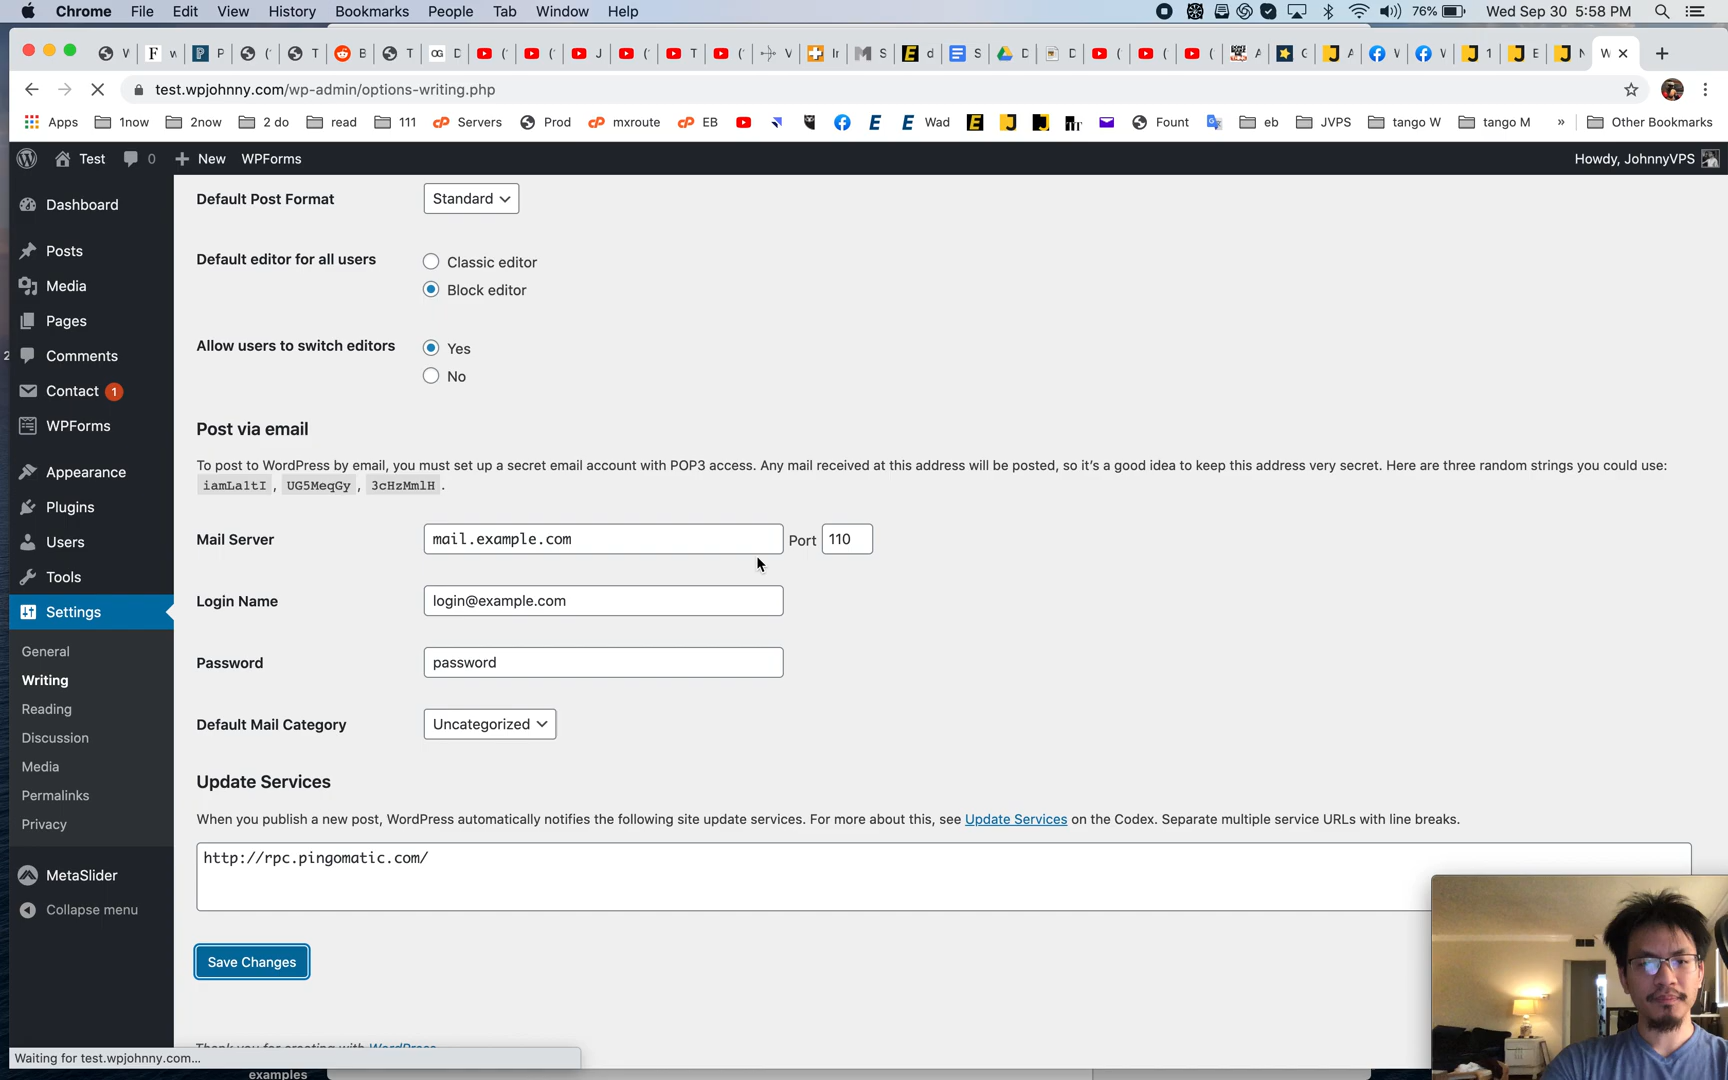 Chrome File Edit View History Bookmarks People Tab Window Help 76% Wed Sep 30 5:58 PM
test.wpjohnny.com/wp-admin/options-writing.php
Apps 1now 2now 2 do read 111 Servers Prod mxroute EB Wad Fount eb JVPS tango W tango M » Other Bookmarks
Test 0 New WPForms Howdy, JohnnyVPS
Dashboard
Posts
Media
Pages
Comments
Contact 1
WPForms
Appearance
Plugins
Users
Tools
Settings
General
Writing
Reading
Discussion
Media
Permalinks
Privacy
MetaSlider
Collapse menu
Default Post Format Standard
Default editor for all users Classic editor
Block editor
Allow users to switch editors Yes
No
Post via email
To post to WordPress by email, you must set up a secret email account with POP3 access. Any mail received at this address will be posted, so it's a good idea to keep this address very secret. Here are three random strings you could use:
iamLa1tI , UG5MeqGy , 3cHzMmlH .
Mail Server mail.example.com Port 110
Login Name login@example.com
Password password
Default Mail Category Uncategorized
Update Services
When you publish a new post, WordPress automatically notifies the following site update services. For more about this, see Update Services on the Codex. Separate multiple service URLs with line breaks.
http://rpc.pingomatic.com/
Save Changes
Thank you for creating with WordPress
Waiting for test.wpjohnny.com...
examples